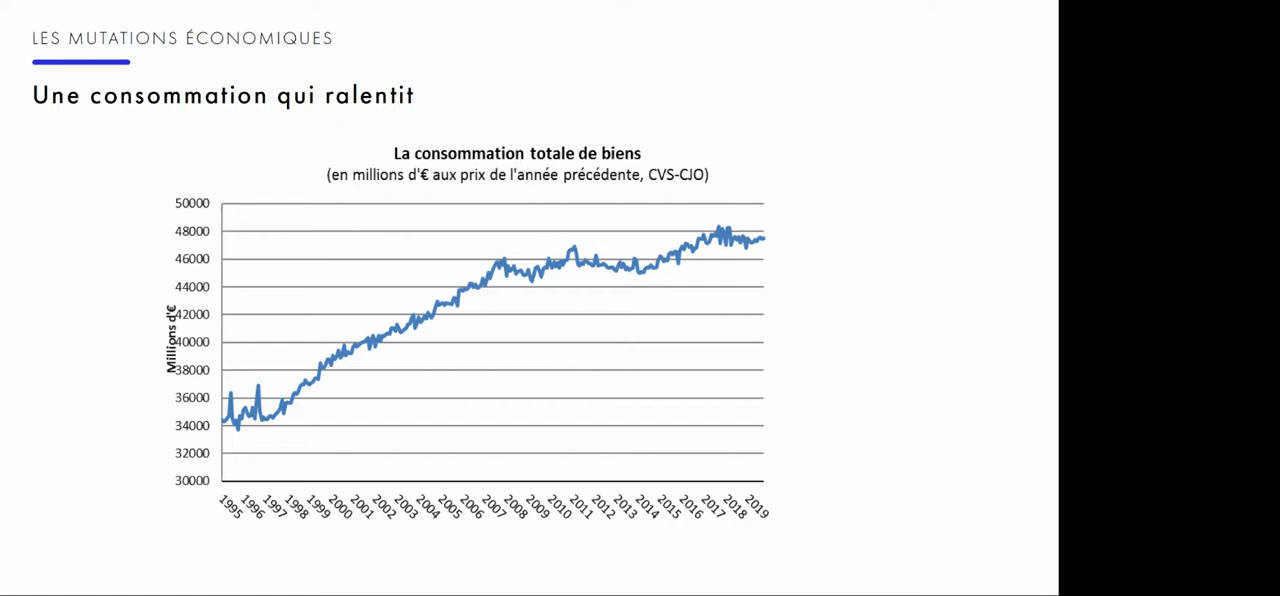 LES MUTATIONS ÉCONOMIQUES
Une consommation qui ralentit
La consommation totale de biens
(en millions d'€ aux prix de l'année précédente, CVS-CJO)
Millions d'€
50000
48000
46000
44000
42000
40000
38000
36000
34000
32000
30000
1995 1996 1997 1998 1999 2000 2001 2002 2003 2004 2005 2006 2007 2008 2009 2010 2011 2012 2013 2014 2015 2016 2017 2018 2019